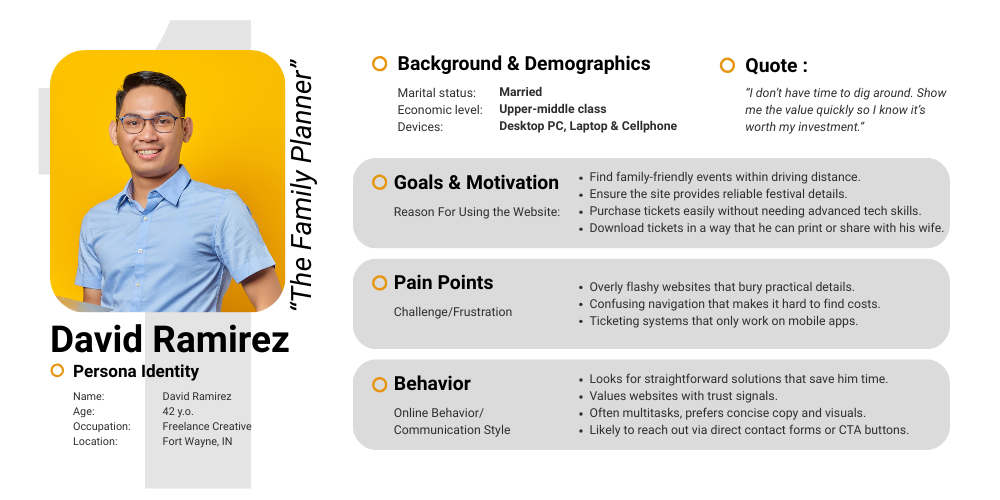 “The Family Planner”
David Ramirez
Persona Identity
Name: David Ramirez
Age: 42 y.o.
Occupation: Freelance Creative
Location: Fort Wayne, IN
Background & Demographics
Marital status: Married
Economic level: Upper-middle class
Devices: Desktop PC, Laptop & Cellphone
Quote :
“I don’t have time to dig around. Show
me the value quickly so I know it’s
worth my investment.”
Goals & Motivation
Reason For Using the Website:
• Find family-friendly events within driving distance.
• Ensure the site provides reliable festival details.
• Purchase tickets easily without needing advanced tech skills.
• Download tickets in a way that he can print or share with his wife.
Pain Points
Challenge/Frustration
• Overly flashy websites that bury practical details.
• Confusing navigation that makes it hard to find costs.
• Ticketing systems that only work on mobile apps.
Behavior
Online Behavior/
Communication Style
• Looks for straightforward solutions that save him time.
• Values websites with trust signals.
• Often multitasks, prefers concise copy and visuals.
• Likely to reach out via direct contact forms or CTA buttons.